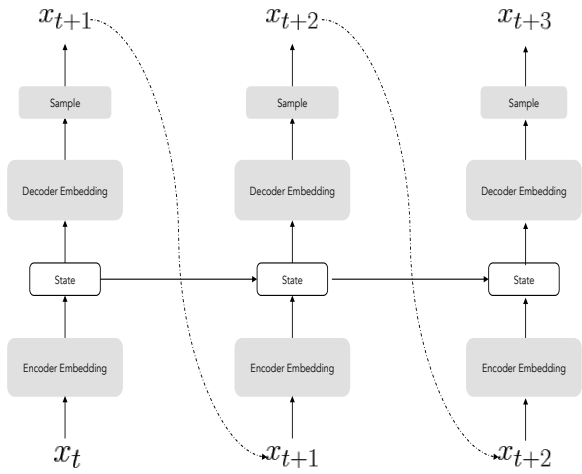 x_{t+1} x_{t+2} x_{t+3}
Sample Sample Sample
Decoder Embedding Decoder Embedding Decoder Embedding
State State State
Encoder Embedding Encoder Embedding Encoder Embedding
x_t x_{t+1} x_{t+2}